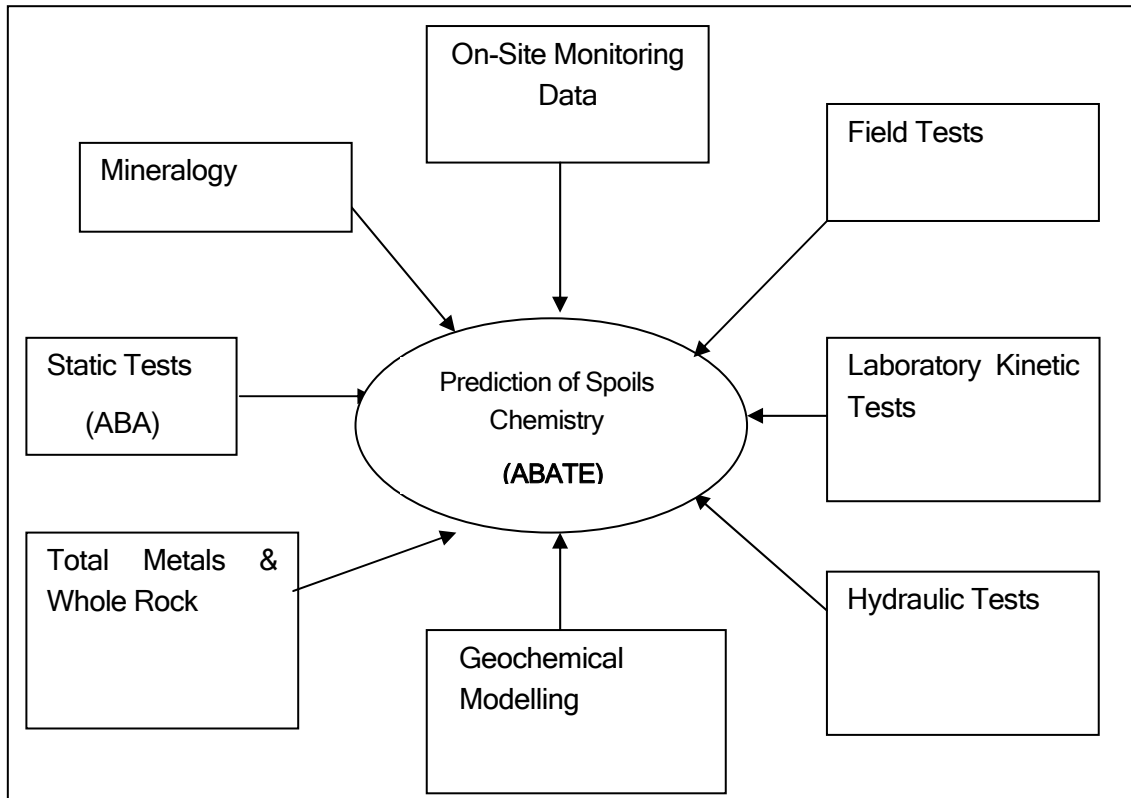 On-Site Monitoring
Data
Field Tests
Mineralogy
Static Tests
(ABA)
Prediction of Spoils
Chemistry
(ABATE)
Laboratory Kinetic
Tests
Total Metals &
Whole Rock
Geochemical
Modelling
Hydraulic Tests